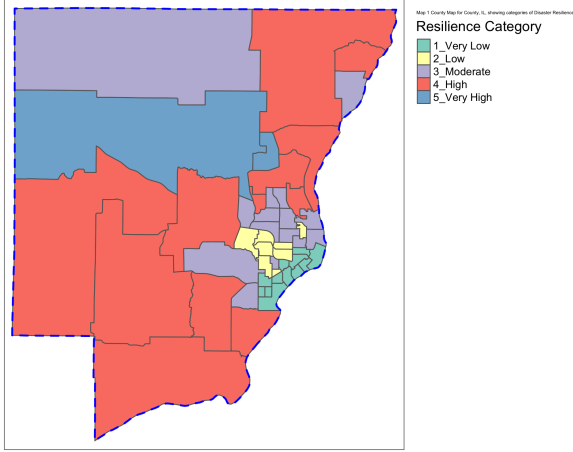 Map 1 County Map for County, IL, showing categories of Disaster Resilience
Resilience Category
1_Very Low
2_Low
3_Moderate
4_High
5_Very High